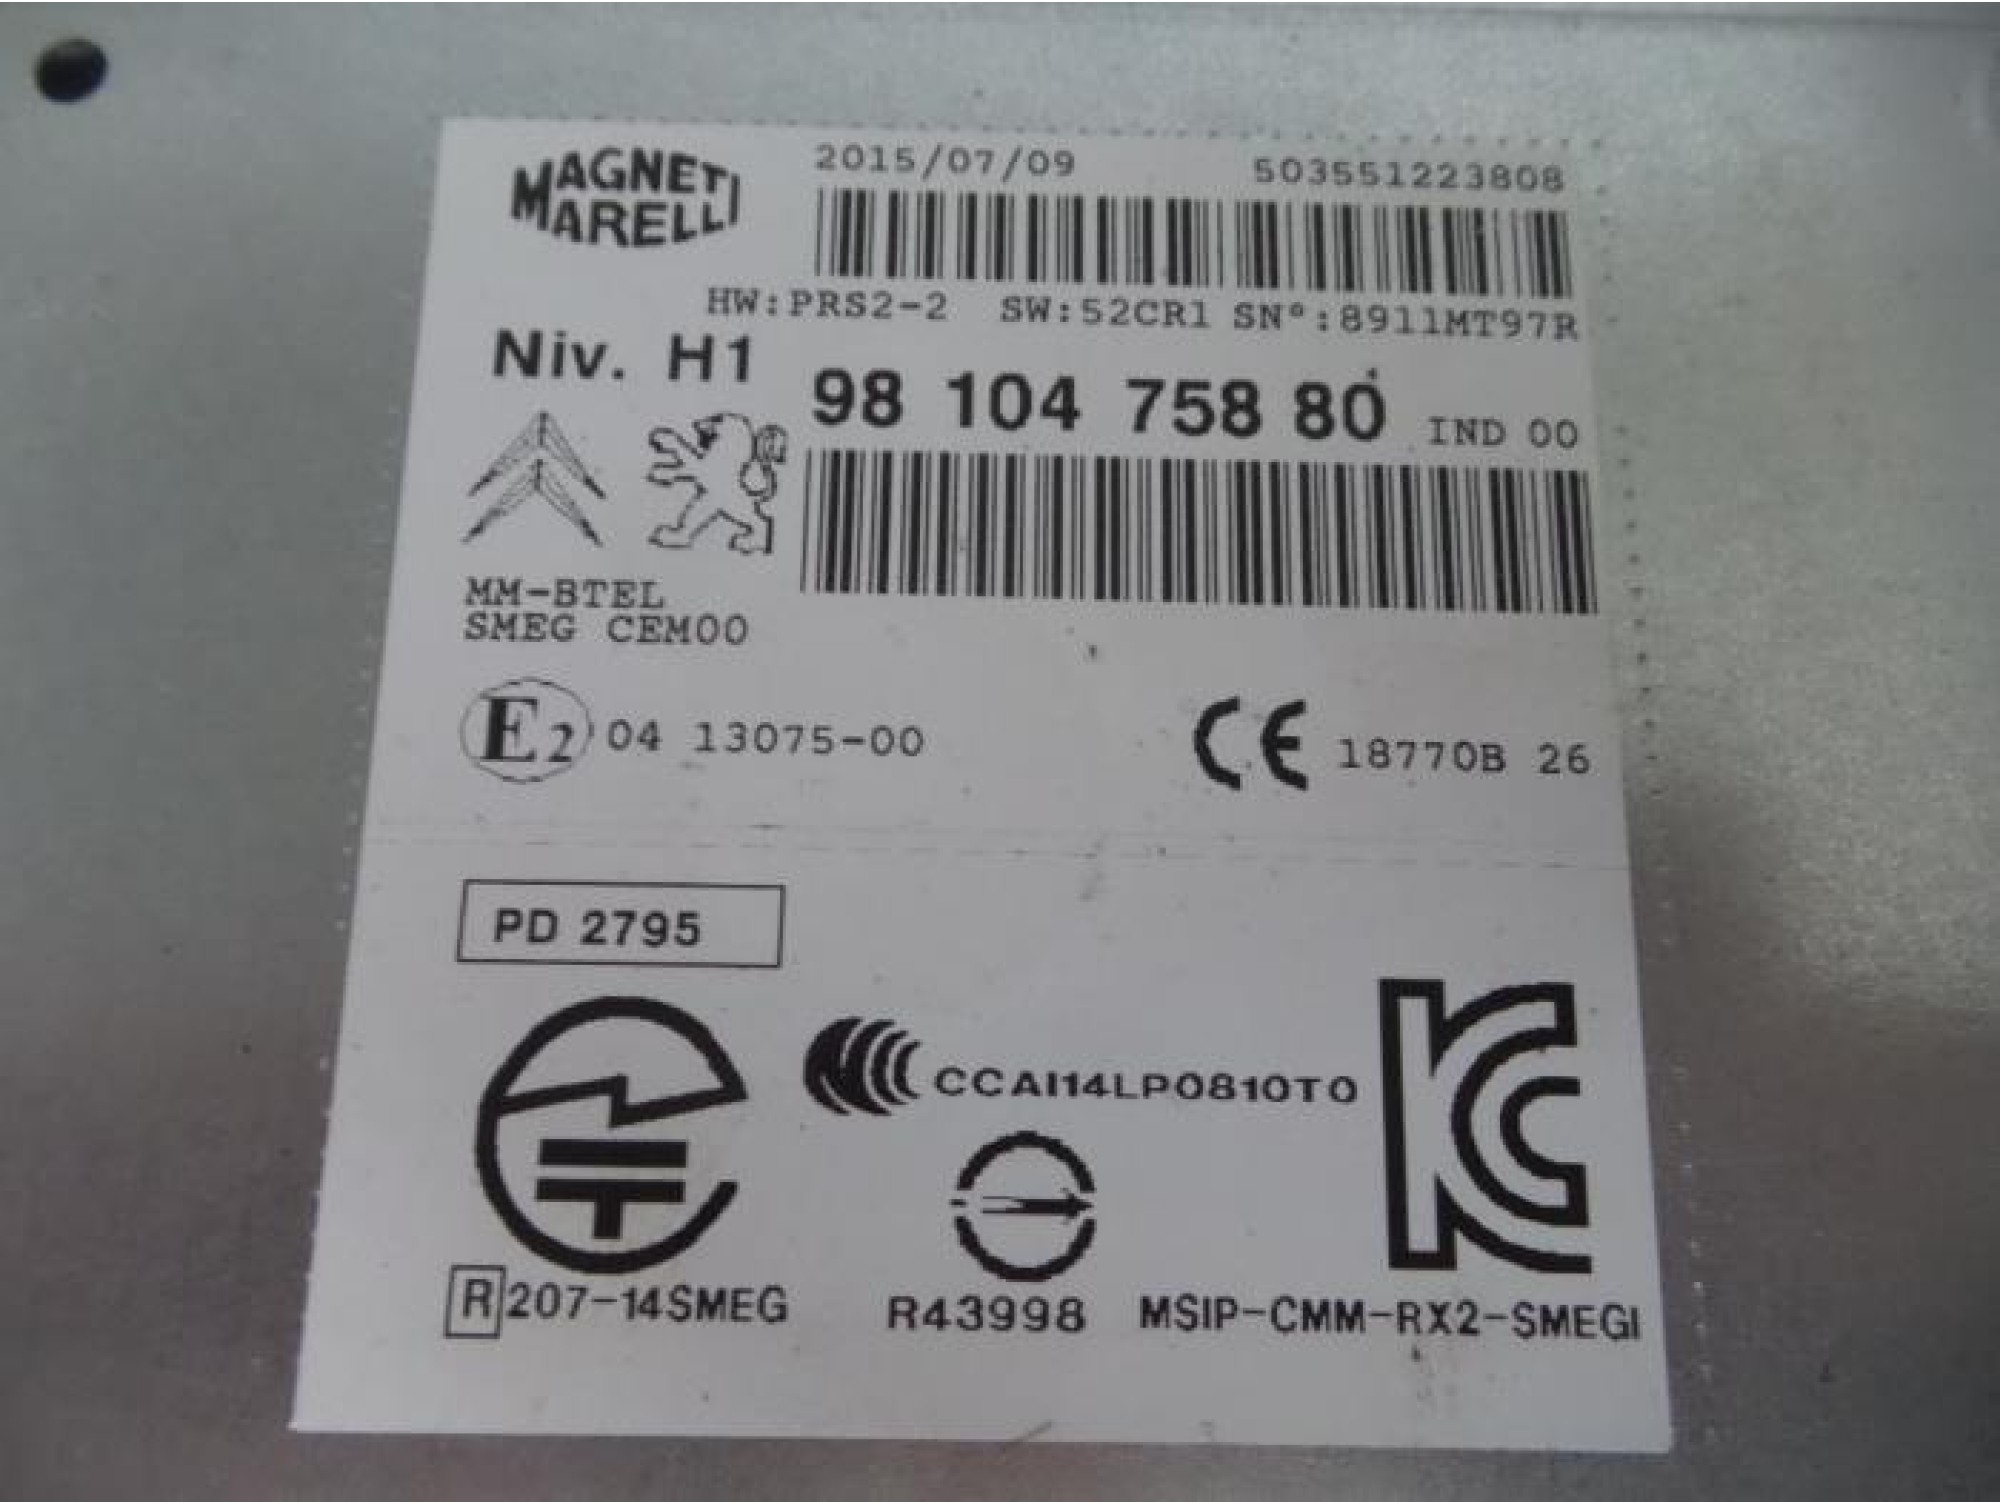 MAGNETI
MARELLI
2015/07/09 503551223808
HW:PRS2-2 SW:52CR1 SN°:8911MT97R
Niv. H1
98 104 758 80 IND 00
MM-BTEL
SMEG CEM00
E2 04 13075-00
CE 18770B 26
PD 2795
CCAI14LP0810T0
R 207-14SMEG
R43998
MSIP-CMM-RX2-SMEGI